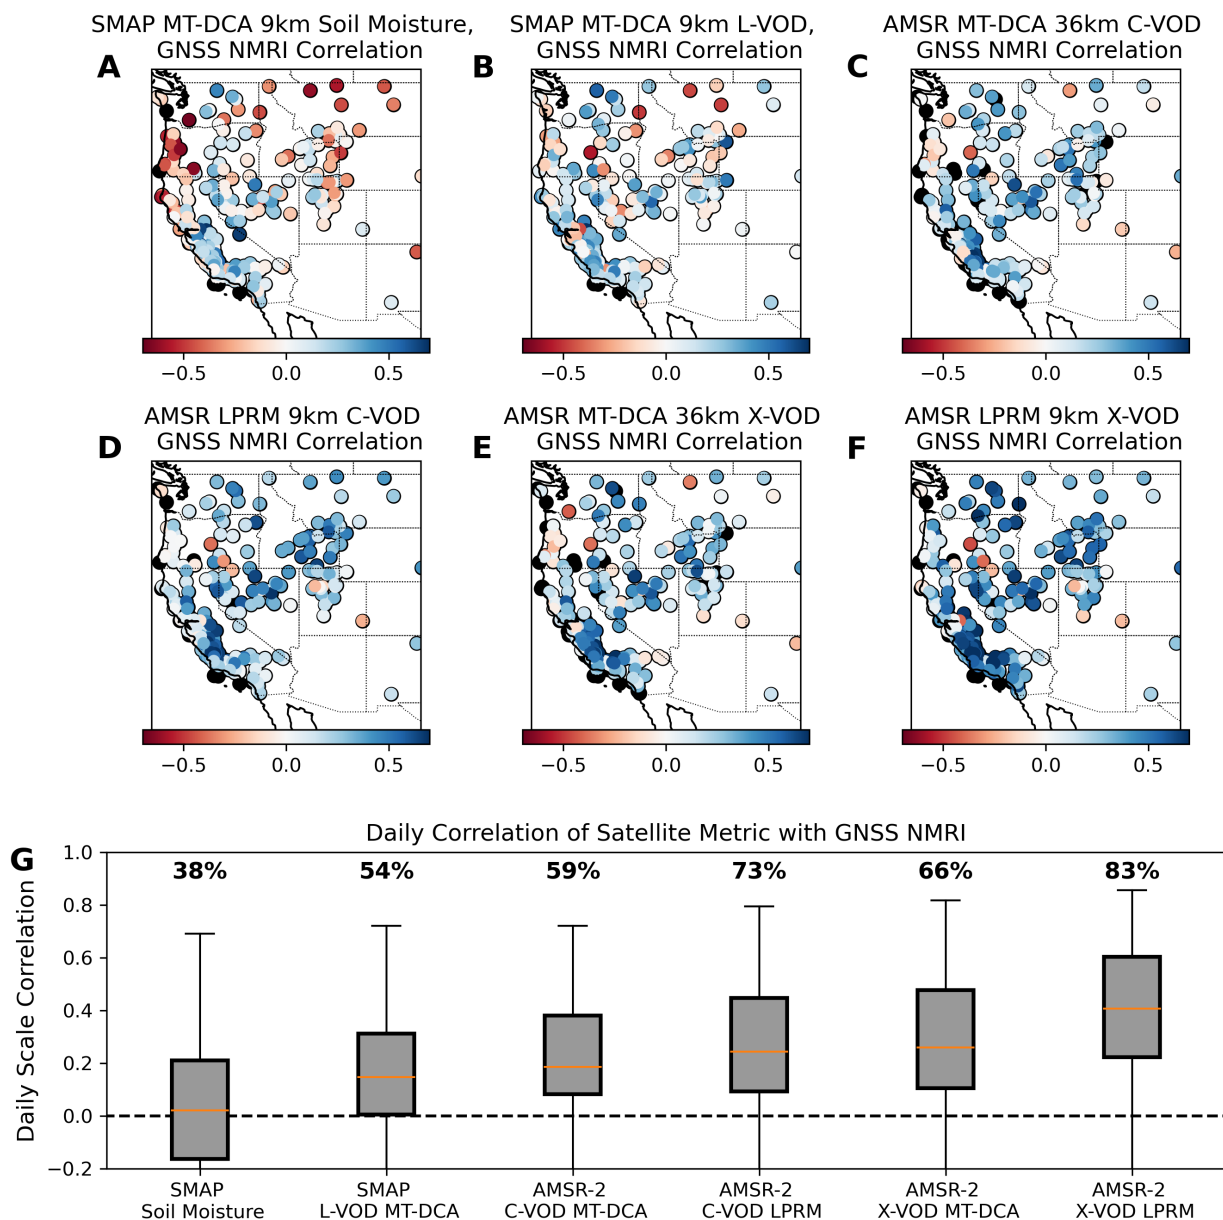 SMAP MT-DCA 9km Soil Moisture,
GNSS NMRI Correlation
SMAP MT-DCA 9km L-VOD,
GNSS NMRI Correlation
AMSR MT-DCA 36km C-VOD
GNSS NMRI Correlation
A
B
C
−0.5 0.0 0.5
−0.5 0.0 0.5
−0.5 0.0 0.5
AMSR LPRM 9km C-VOD
GNSS NMRI Correlation
AMSR MT-DCA 36km X-VOD
GNSS NMRI Correlation
AMSR LPRM 9km X-VOD
GNSS NMRI Correlation
D
E
F
−0.5 0.0 0.5
−0.5 0.0 0.5
−0.5 0.0 0.5
Daily Correlation of Satellite Metric with GNSS NMRI
G
Daily Scale Correlation
1.0
0.8
0.6
0.4
0.2
0.0
−0.2
38% 54% 59% 73% 66% 83%
SMAP
Soil Moisture
SMAP
L-VOD MT-DCA
AMSR-2
C-VOD MT-DCA
AMSR-2
C-VOD LPRM
AMSR-2
X-VOD MT-DCA
AMSR-2
X-VOD LPRM